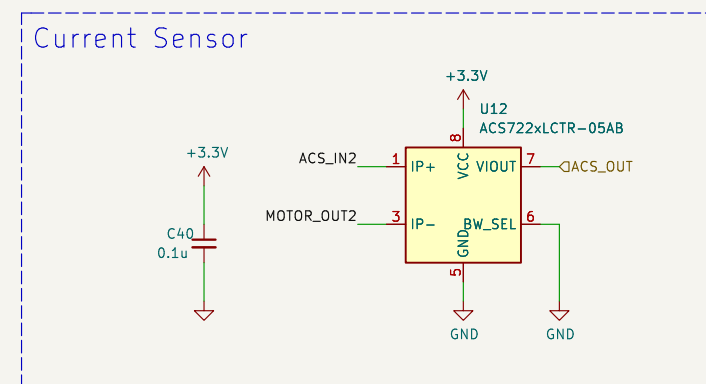 Current Sensor
+3.3V
U12
ACS722xLCTR-05AB
+3.3V
8
ACS_IN2 1 IP+ VCC VIOUT 7 ACS_OUT
MOTOR_OUT2 3 IP- GND BW_SEL 6
C40
0.1u
5
GND GND